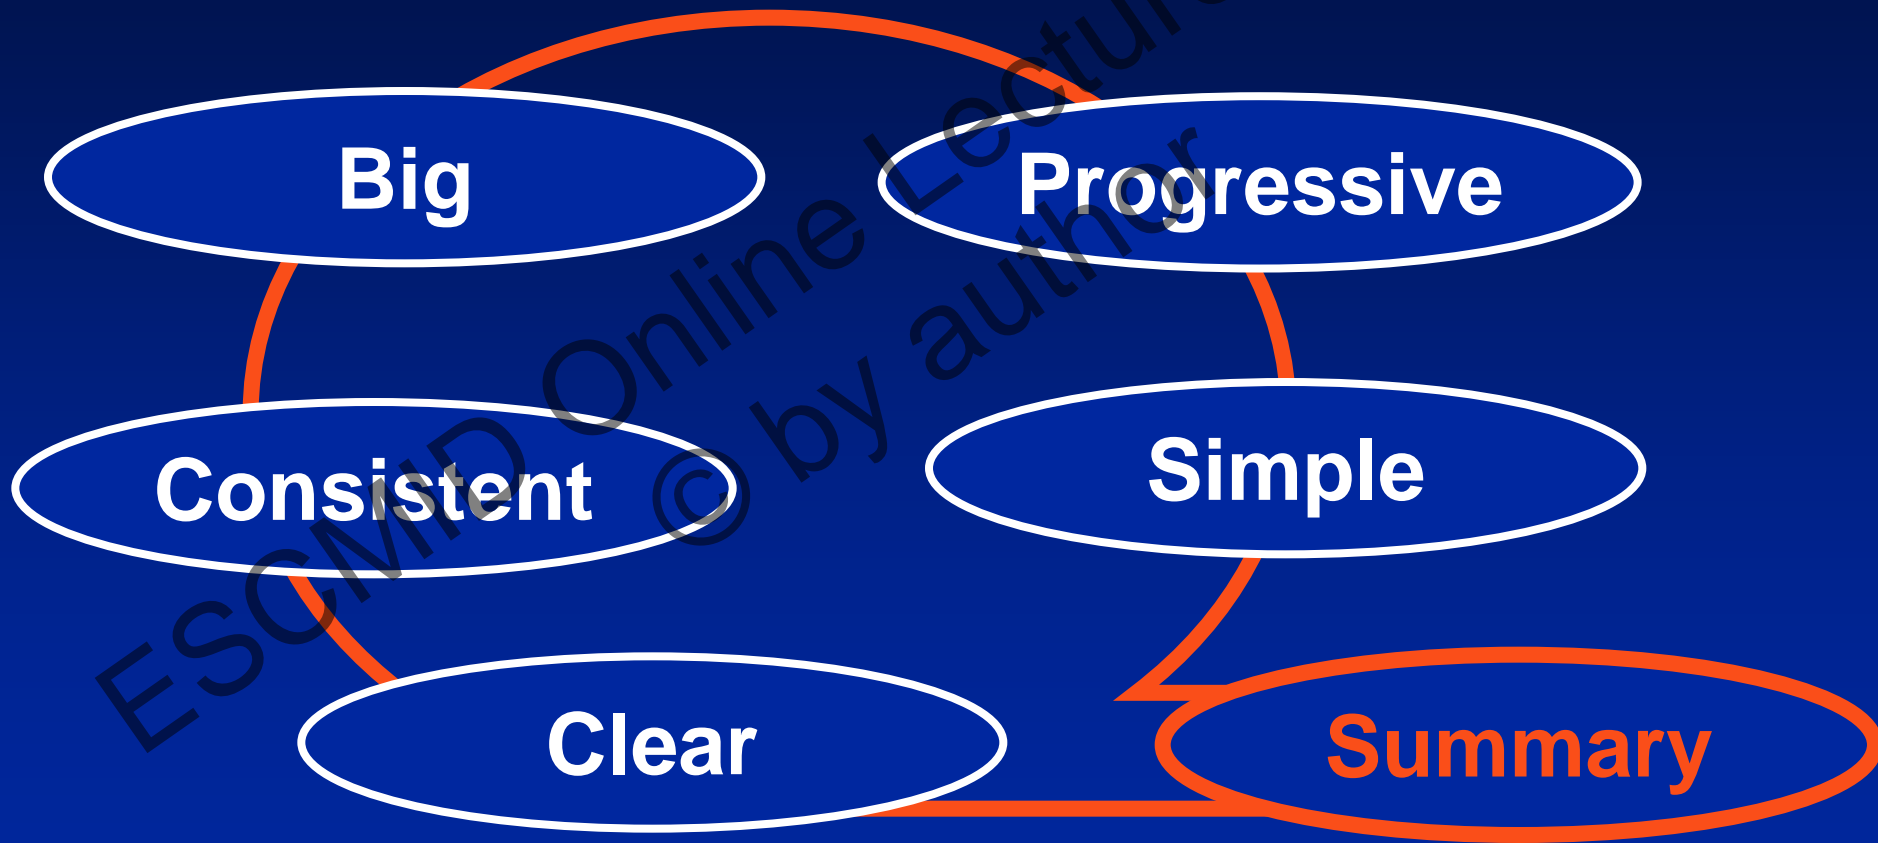 Big
Progressive
Consistent
Simple
Clear
Summary
ESCMID Online Lecture
© by author